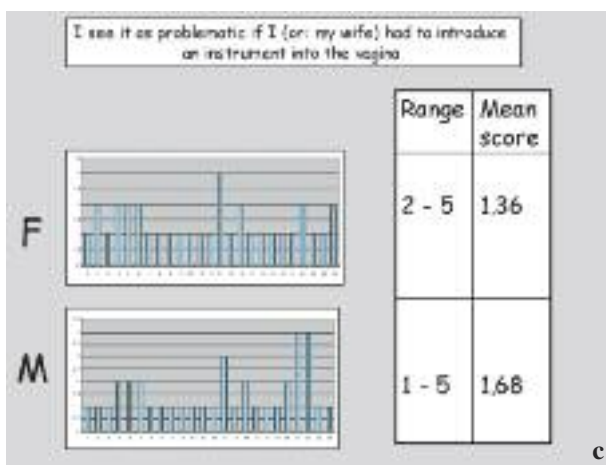 I see it as problematic if I (or: my wife) had to introduce
an instrument into the vagina
Range Mean
score
F
2 - 5 1,36
M
1 - 5 1,68
c